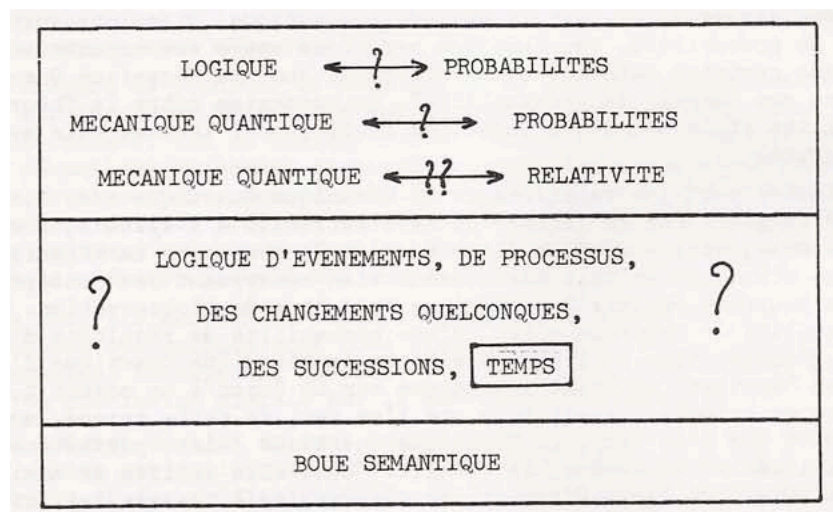 LOGIQUE ? PROBABILITES
MECANIQUE QUANTIQUE ? PROBABILITES
MECANIQUE QUANTIQUE ?? RELATIVITE
? LOGIQUE D'EVENEMENTS, DE PROCESSUS, ?
DES CHANGEMENTS QUELCONQUES,
DES SUCCESSIONS, TEMPS
BOUE SEMANTIQUE